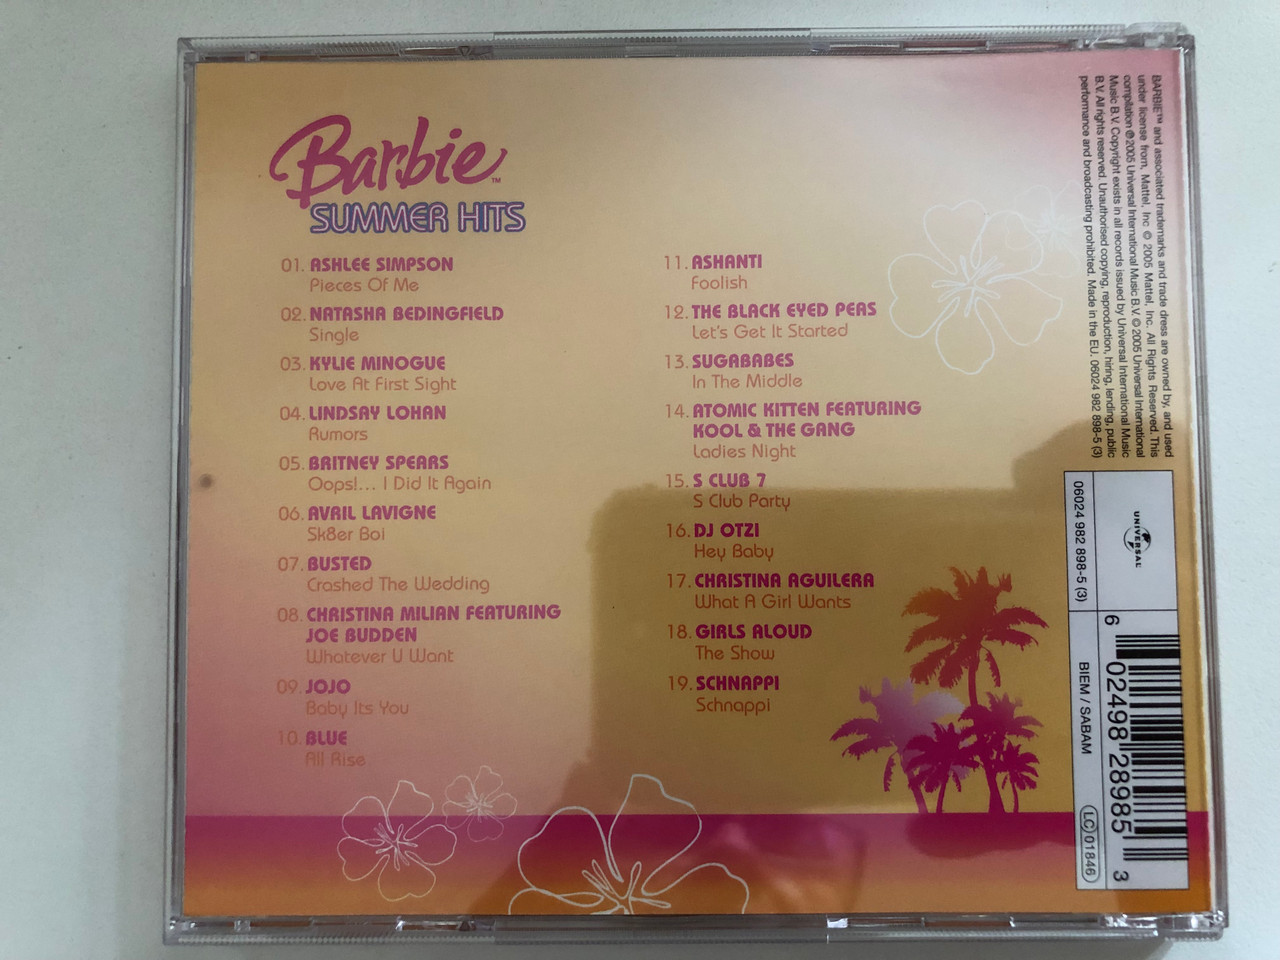 Barbie™
SUMMER HITS
01. ASHLEE SIMPSON
Pieces Of Me
02. NATASHA BEDINGFIELD
Single
03. KYLIE MINOGUE
Love At First Sight
04. LINDSAY LOHAN
Rumors
05. BRITNEY SPEARS
Oops!... I Did It Again
06. AVRIL LAVIGNE
Sk8er Boi
07. BUSTED
Crashed The Wedding
08. CHRISTINA MILIAN FEATURING
JOE BUDDEN
Whatever U Want
09. JOJO
Baby Its You
10. BLUE
All Rise
11. ASHANTI
Foolish
12. THE BLACK EYED PEAS
Let's Get It Started
13. SUGABABES
In The Middle
14. ATOMIC KITTEN FEATURING
KOOL & THE GANG
Ladies Night
15. S CLUB 7
S Club Party
16. DJ OTZI
Hey Baby
17. CHRISTINA AGUILERA
What A Girl Wants
18. GIRLS ALOUD
The Show
19. SCHNAPPI
Schnappi
BARBIE™ and associated trademarks and trade dress are owned by, and used
under license from, Mattel, Inc © 2005 Mattel, Inc. All Rights Reserved. This
compilation ℗ 2005 Universal International Music B.V. © 2005 Universal International
Music B.V. Copyright exists in all records issued by Universal International Music
B.V. All rights reserved. Unauthorised copying, reproduction, hiring, lending, public
performance and broadcasting prohibited. Made in the EU. 06024 982 898-5 (3)
UNIVERSAL
06024 982 898-5 (3)
6 02498 28985 3
BIEM / SABAM
LC 01846